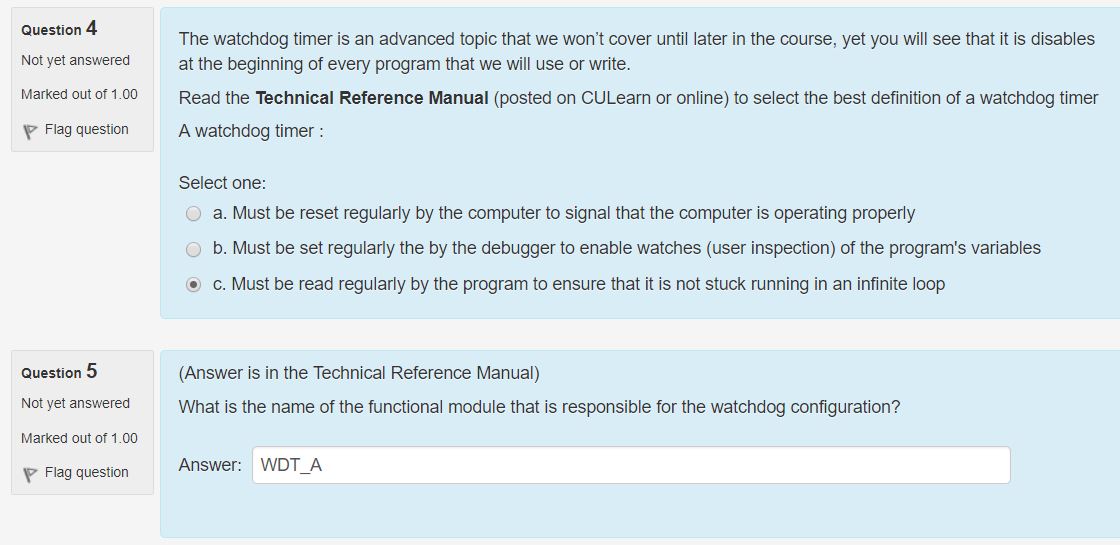 Question 4
Not yet answered
Marked out of 1.00
Flag question
The watchdog timer is an advanced topic that we won't cover until later in the course, yet you will see that it is disables
at the beginning of every program that we will use or write.
Read the Technical Reference Manual (posted on CULearn or online) to select the best definition of a watchdog timer
A watchdog timer :
Select one:
a. Must be reset regularly by the computer to signal that the computer is operating properly
b. Must be set regularly the by the debugger to enable watches (user inspection) of the program's variables
c. Must be read regularly by the program to ensure that it is not stuck running in an infinite loop
Question 5
Not yet answered
Marked out of 1.00
Flag question
(Answer is in the Technical Reference Manual)
What is the name of the functional module that is responsible for the watchdog configuration?
Answer: WDT_A